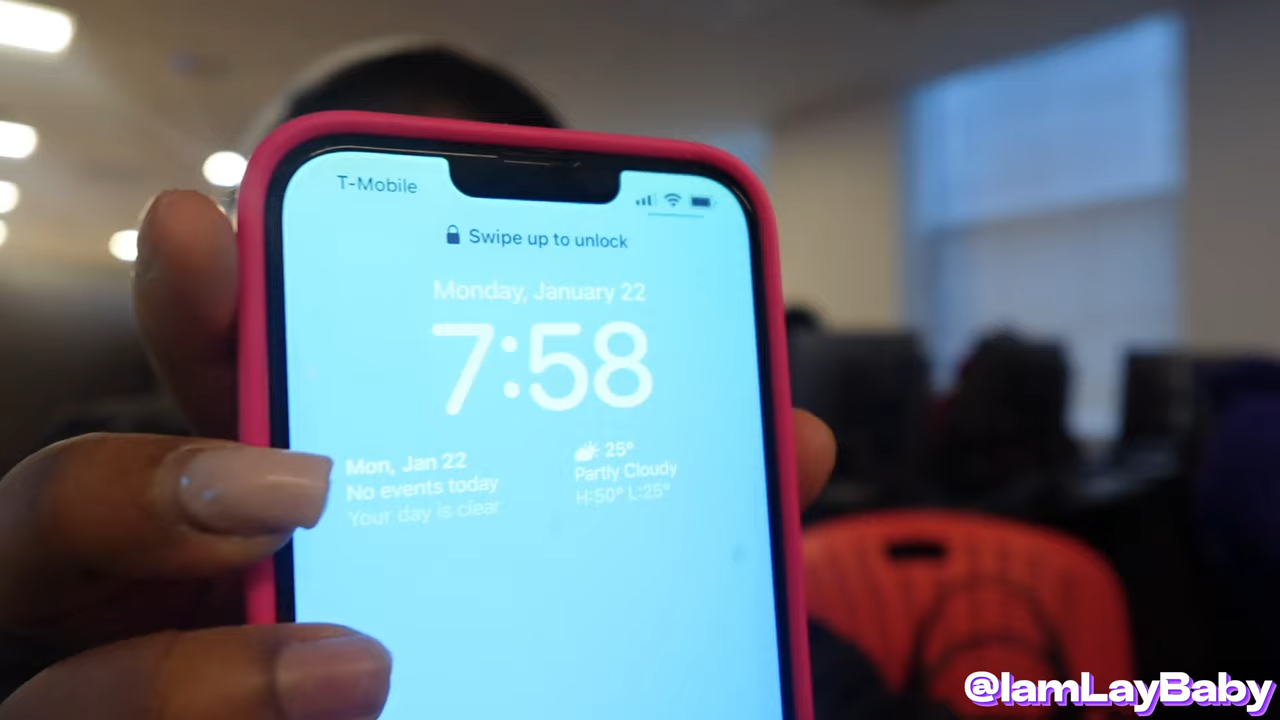 T-Mobile
Swipe up to unlock
Monday, January 22
7:58
Mon, Jan 22
No events today
Your day is clear
25°
Partly Cloudy
H:50° L:25°
@IamLayBaby